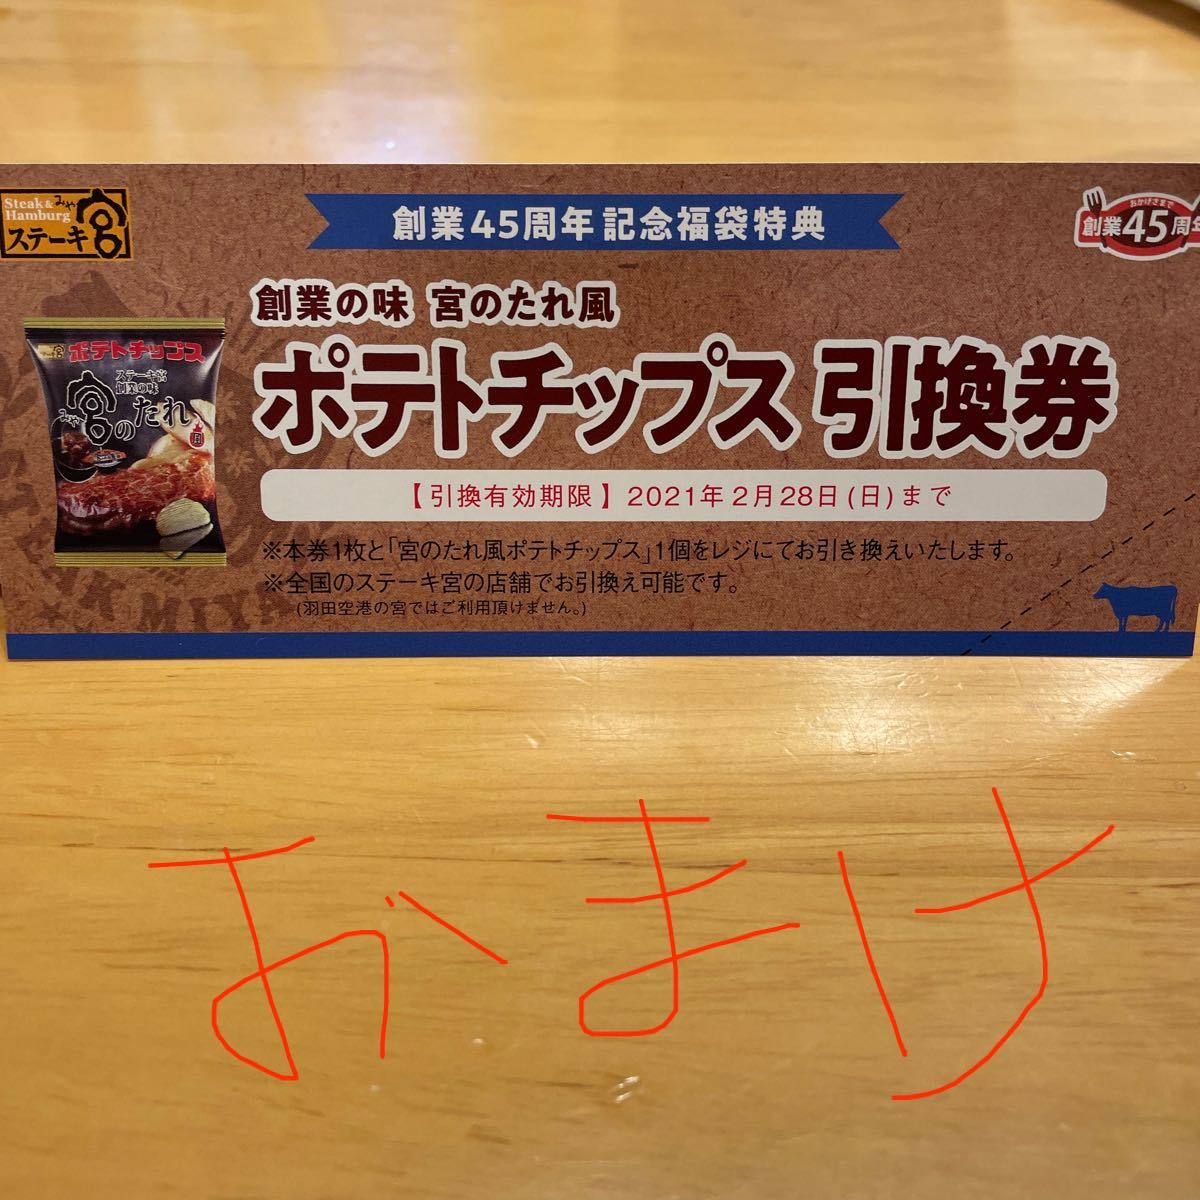 Steak &
Hamburg
みや
宮
ステーキ
創業45周年記念福袋特典
おかげさまで
創業45周年
創業の味 宮のたれ風
ポテトチップス 引換券
ポテトチップス
ステーキ宮
創業の味
みや
宮のたれ
風
【引換有効期限】2021年2月28日(日)まで
※本券1枚と「宮のたれ風ポテトチップス」1個をレジにてお引き換えいたします。
※全国のステーキ宮の店舗でお引換え可能です。
(羽田空港の宮ではご利用頂けません。)
おまけ